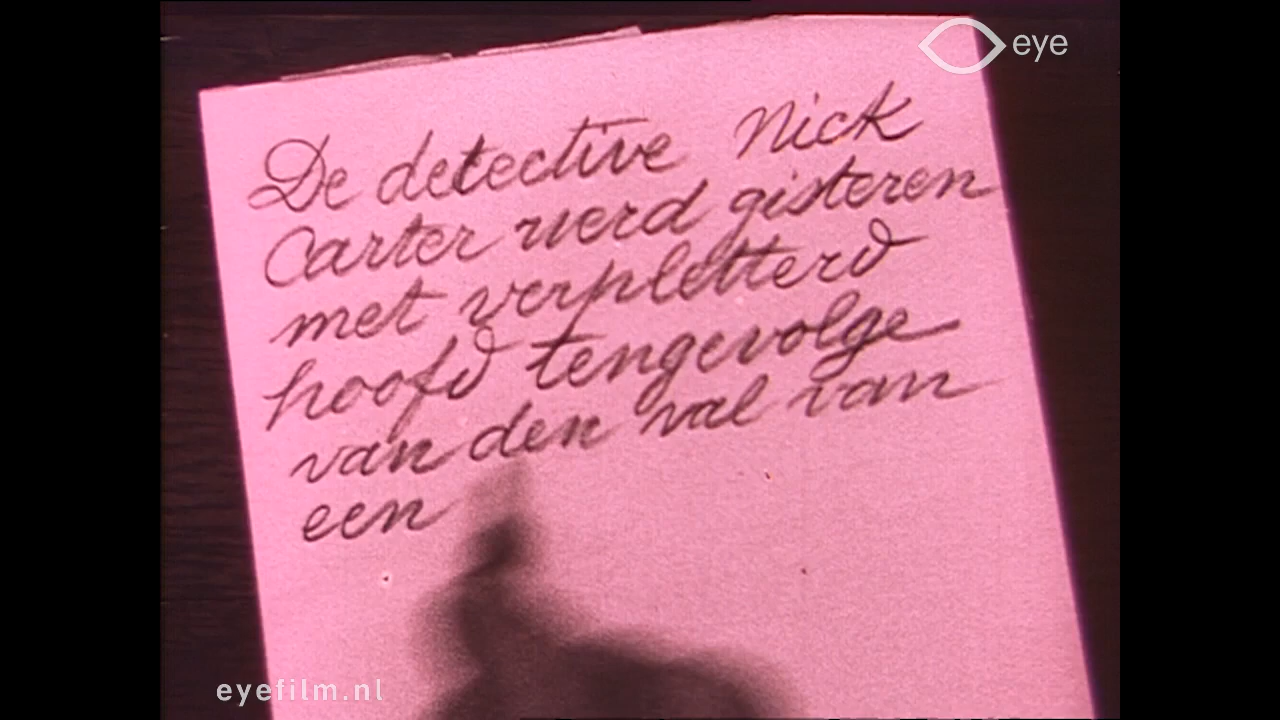 eye
De detective Nick
Carter werd gisteren
met verpletterd
hoofd tengevolge
van den val van
een
eyefilm.nl